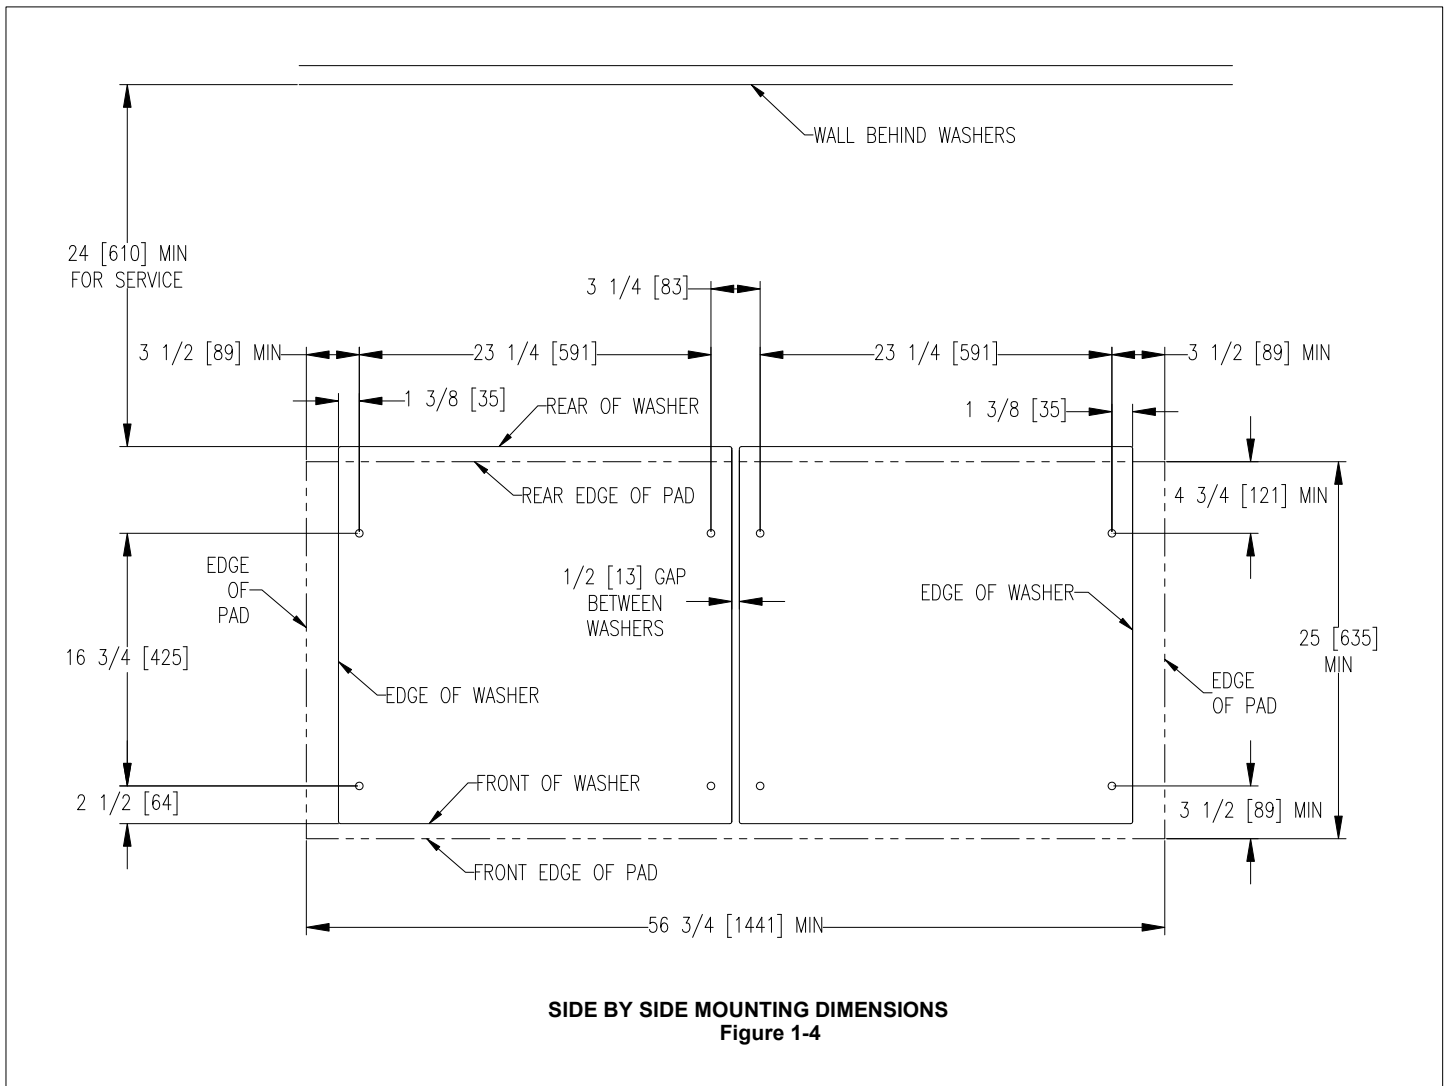 WALL BEHIND WASHERS
24 [610] MIN
FOR SERVICE
3 1/4 [83]
3 1/2 [89] MIN
23 1/4 [591]
23 1/4 [591]
3 1/2 [89] MIN
1 3/8 [35]
REAR OF WASHER
1 3/8 [35]
REAR EDGE OF PAD
4 3/4 [121] MIN
EDGE
OF
PAD
1/2 [13] GAP
BETWEEN
WASHERS
EDGE OF WASHER
25 [635]
MIN
16 3/4 [425]
EDGE OF WASHER
EDGE
OF PAD
FRONT OF WASHER
2 1/2 [64]
3 1/2 [89] MIN
FRONT EDGE OF PAD
56 3/4 [1441] MIN
SIDE BY SIDE MOUNTING DIMENSIONS
Figure 1-4